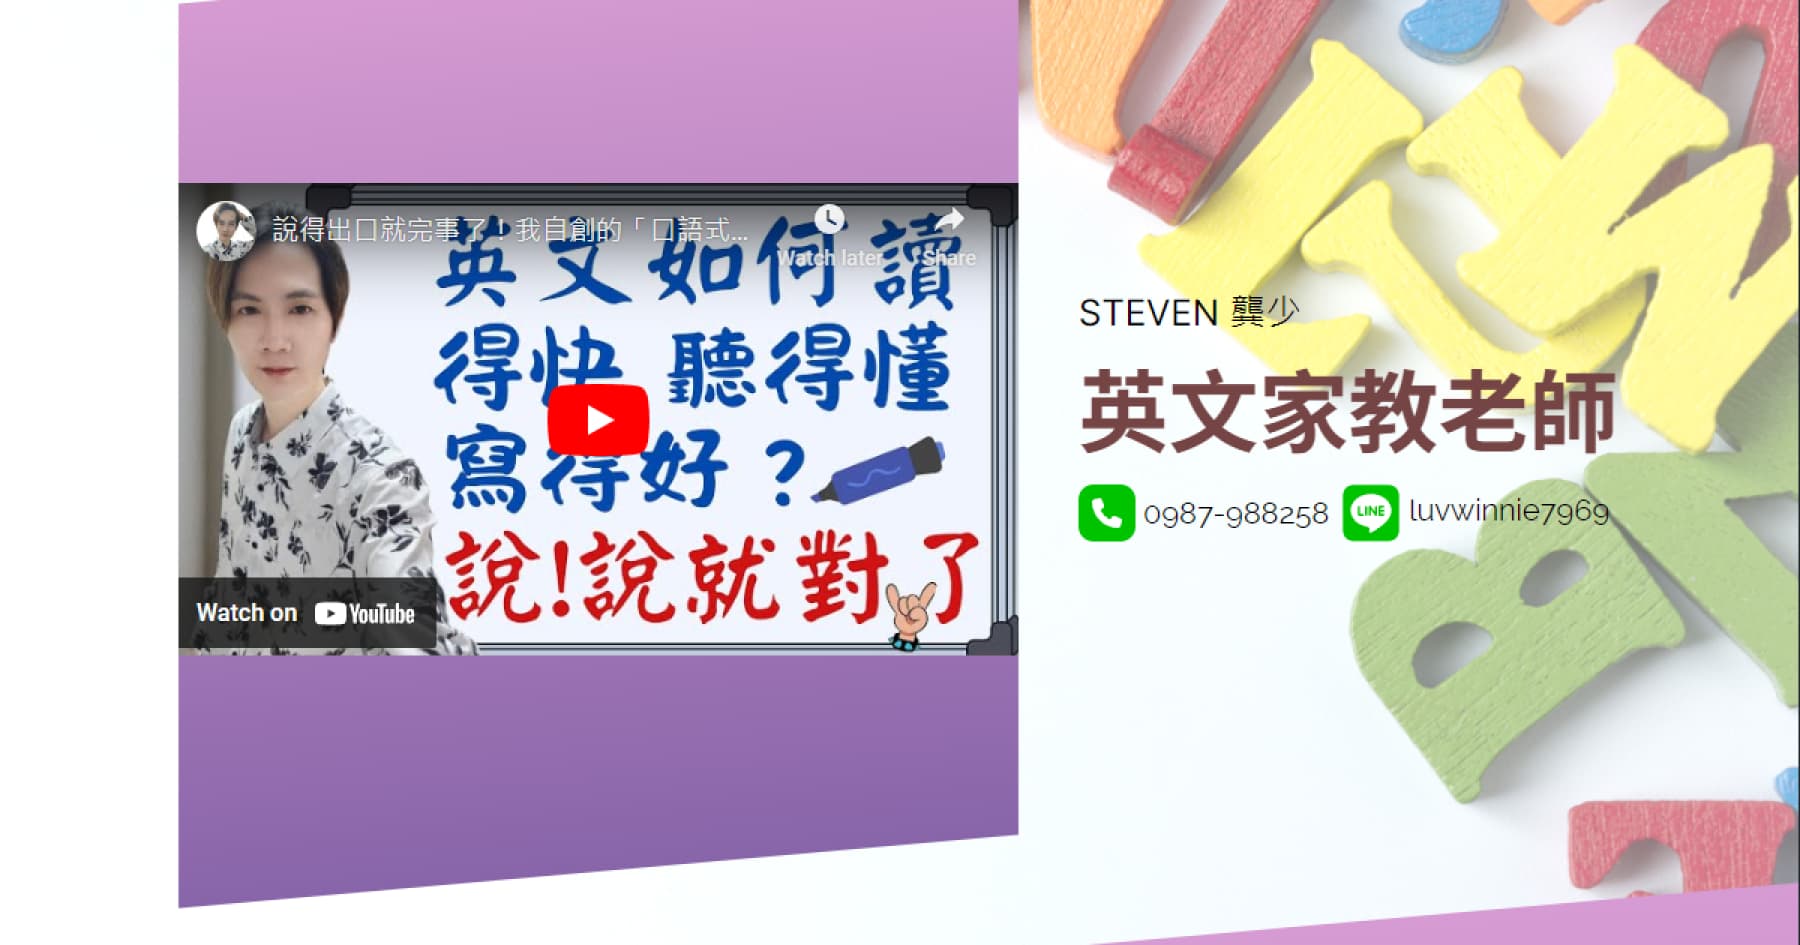 說得出口就完事了！我自創的「口語式...
Watch later
Share
英文如何讀
得快 聽得懂
寫得好？
說!說就對了
Watch on YouTube
STEVEN 龔少
英文家教老師
0987-988258 LINE luvwinnie7969